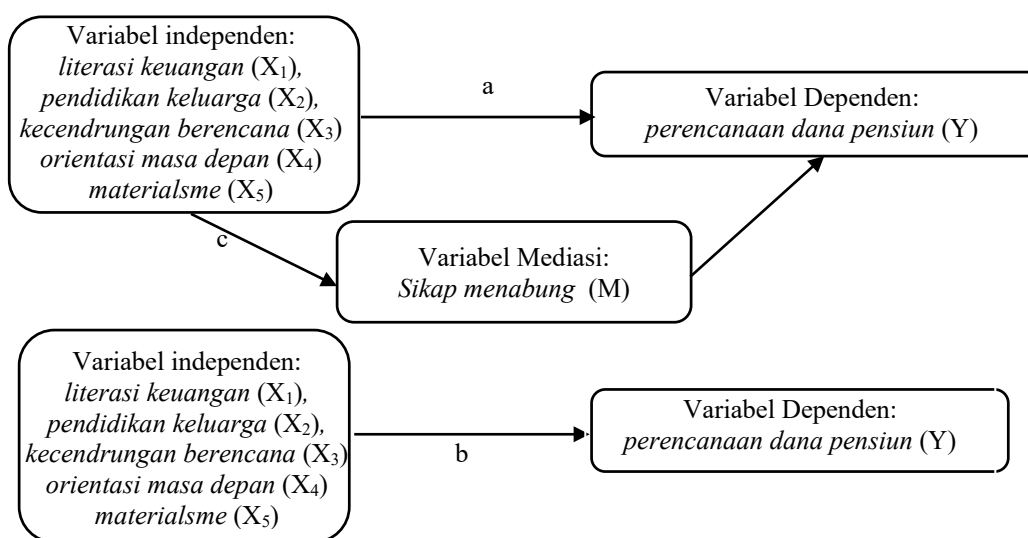 Variabel independen:
literasi keuangan (X₁),
pendidikan keluarga (X₂),
kecendrungan berencana (X₃)
orientasi masa depan (X₄)
materialsme (X₅)
a
Variabel Dependen:
perencanaan dana pensiun (Y)
c
Variabel Mediasi:
Sikap menabung (M)
Variabel independen:
literasi keuangan (X₁),
pendidikan keluarga (X₂),
kecendrungan berencana (X₃)
orientasi masa depan (X₄)
materialsme (X₅)
b
Variabel Dependen:
perencanaan dana pensiun (Y)